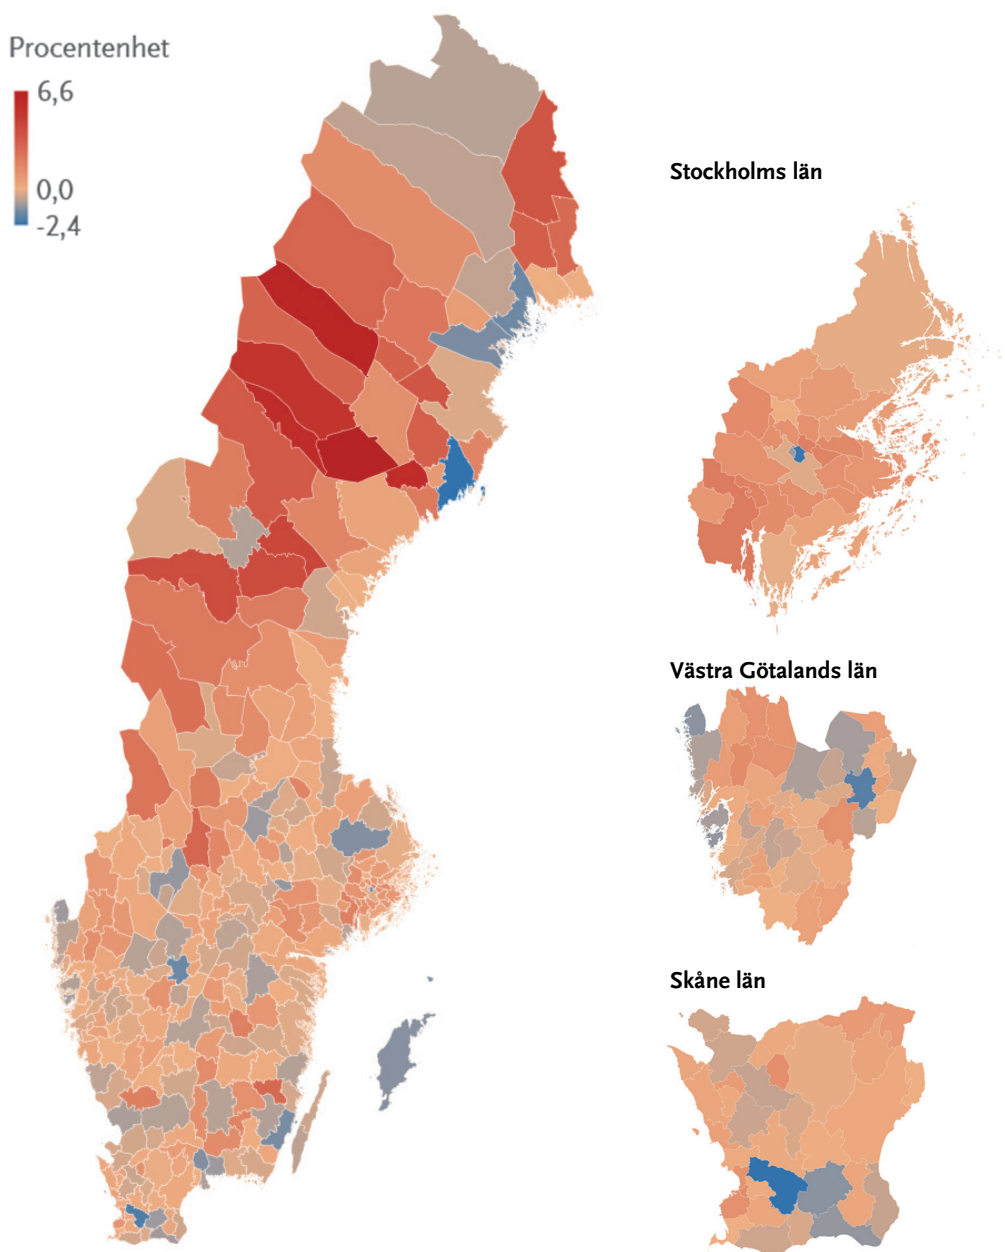 Procentenhet
6,6
0,0
-2,4
Stockholms län
Västra Götalands län
Skåne län